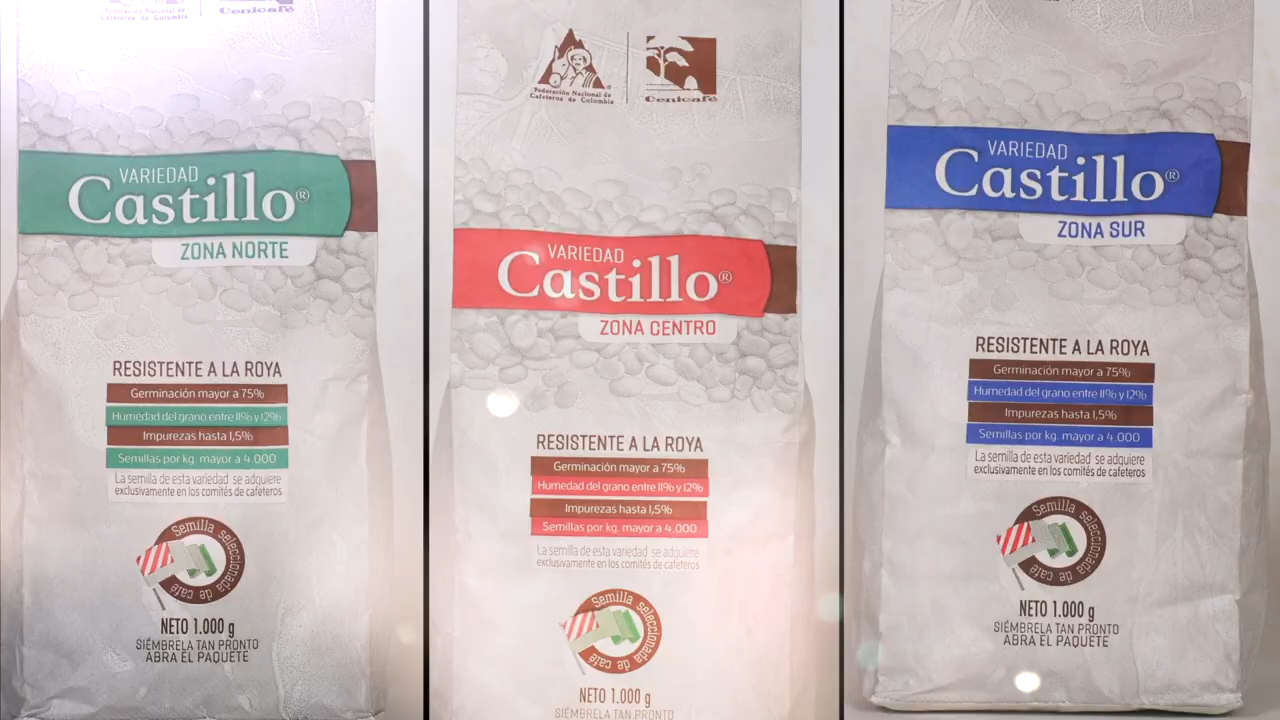 Federación Nacional de
Cafeteros de Colombia
Cenicafé
VARIEDAD
Castillo®
ZONA NORTE
RESISTENTE A LA ROYA
Germinación mayor a 75%
Humedad del grano entre 11% y 12%
Impurezas hasta 1,5%
Semillas por kg. mayor a 4.000
La semilla de esta variedad se adquiere
exclusivamente en los comités de cafeteros
Semilla seleccionada de café
NETO 1.000 g
SIÉMBRELA TAN PRONTO
ABRA EL PAQUETE
Federación Nacional de
Cafeteros de Colombia
Cenicafé
VARIEDAD
Castillo®
ZONA CENTRO
RESISTENTE A LA ROYA
Germinación mayor a 75%
Humedad del grano entre 11% y 12%
Impurezas hasta 1,5%
Semillas por kg. mayor a 4.000
La semilla de esta variedad se adquiere
exclusivamente en los comités de cafeteros
Semilla seleccionada de café
NETO 1.000 g
SIÉMBRELA TAN PRONTO
VARIEDAD
Castillo®
ZONA SUR
RESISTENTE A LA ROYA
Germinación mayor a 75%
Humedad del grano entre 11% y 12%
Impurezas hasta 1,5%
Semillas por kg. mayor a 4.000
La semilla de esta variedad se adquiere
exclusivamente en los comités de cafeteros
Semilla seleccionada de café
NETO 1.000 g
SIÉMBRELA TAN PRONTO
ABRA EL PAQUETE